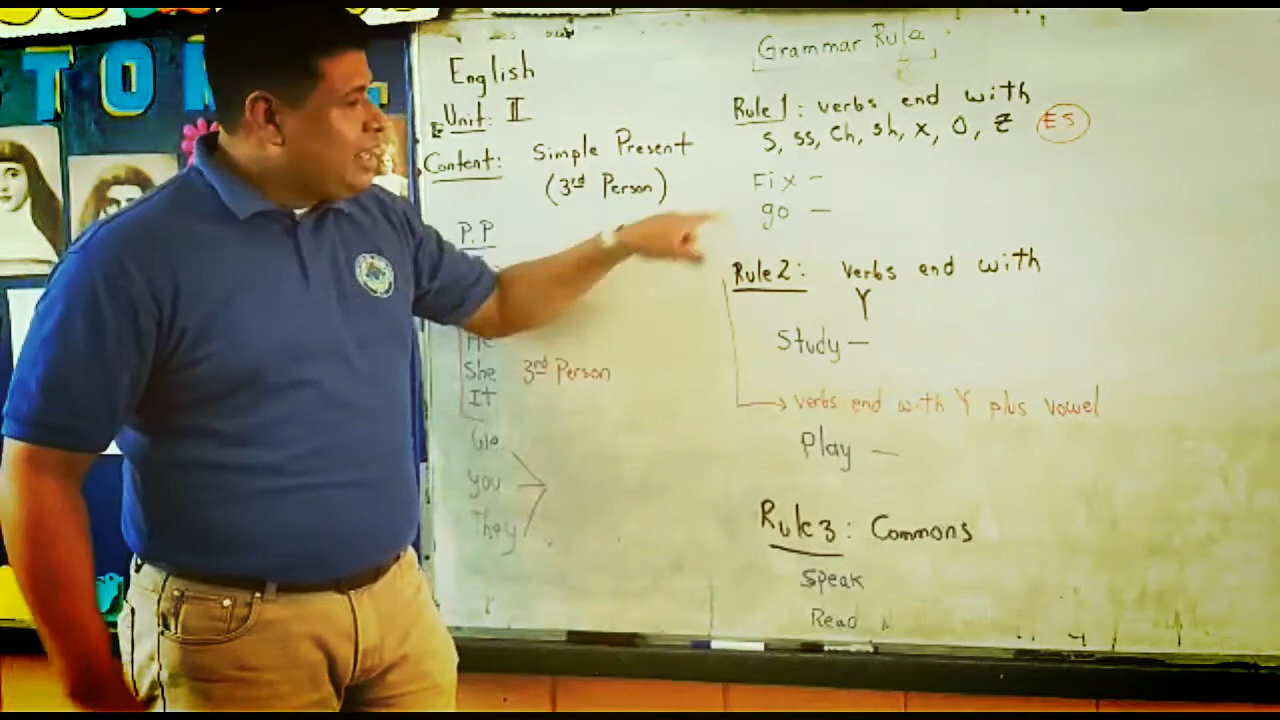 English
Unit: II
Content: Simple Present
(3rd Person)
P.P
He
She 3rd Person
It
We
You
They
Grammar Rula
Rule 1: verbs end with
S, ss, ch, sh, x, O, z ES
Fix -
go -
Rule 2: verbs end with
Y
Study -
verbs end with Y plus vowel
Play -
Rule 3: Commons
Speak
Read